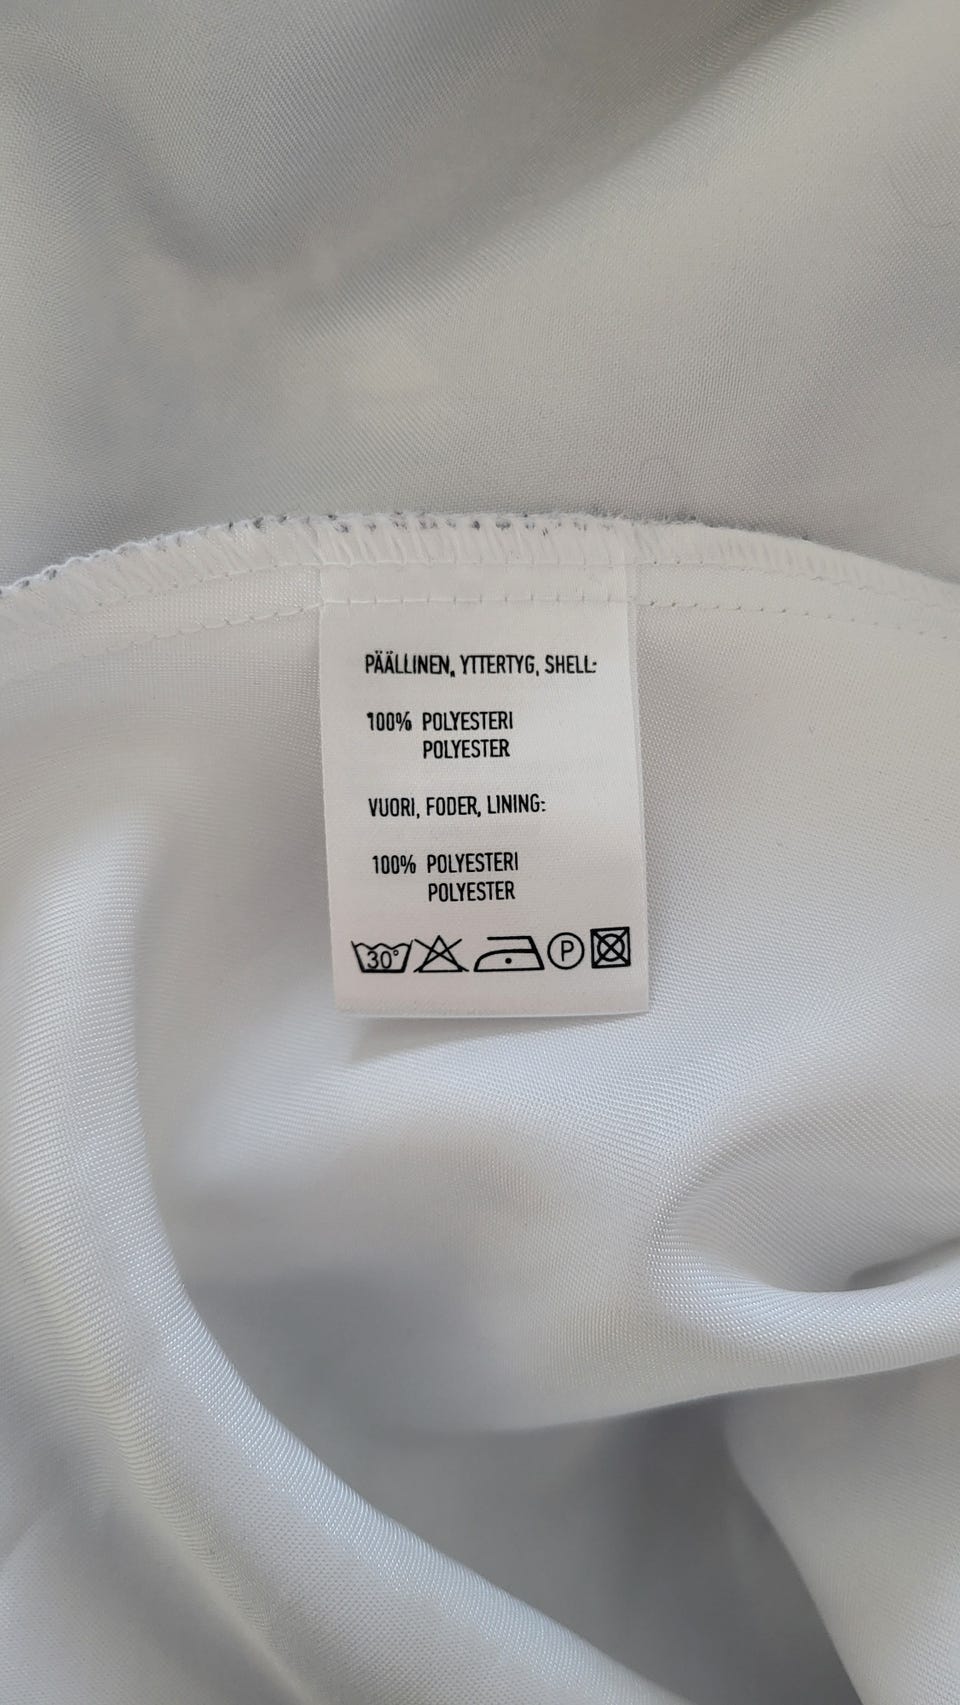 PÄÄLLINEN, YTTERTYG, SHELL:
100% POLYESTERI
POLYESTER
VUORI, FODER, LINING:
100% POLYESTERI
POLYESTER
30° P